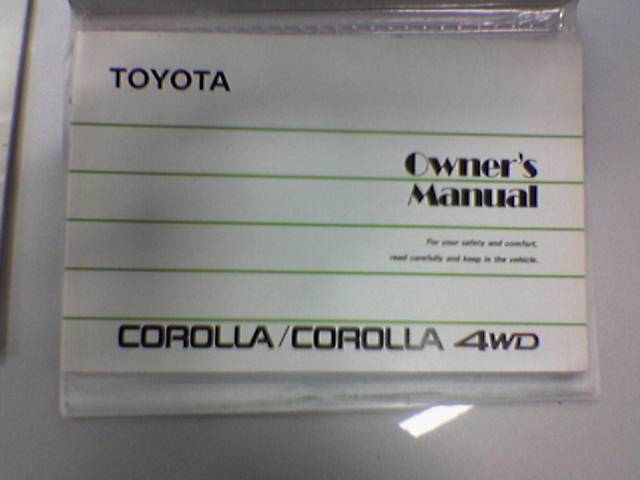 TOYOTA
Owner's
Manual
For your safety and comfort,
read carefully and keep in the vehicle.
COROLLA/COROLLA 4WD